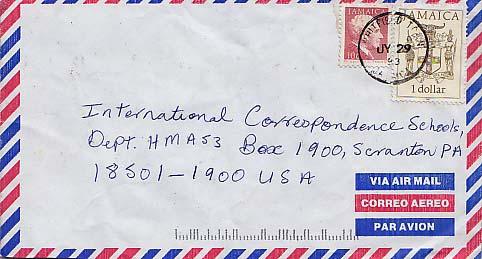 JAMAICA
JAMAICA
JY 29
1 dollar
International Correspondence Schools,
Dept. HMA53 Box 1900, Scranton PA
18501-1900 USA
VIA AIR MAIL
CORREO AEREO
PAR AVION